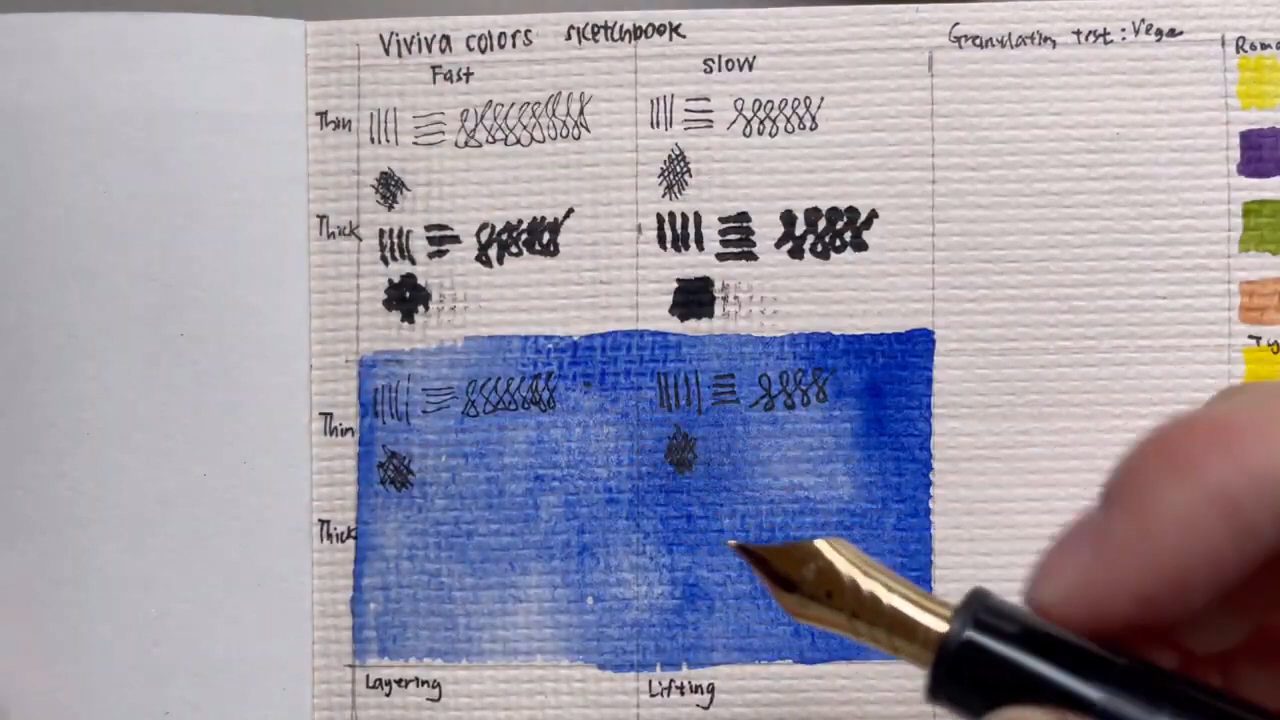 Viviva colors sketchbook
Fast
slow
Thin
Thick
Thin
Thick
Layering
Lifting
Granulation test: Vega